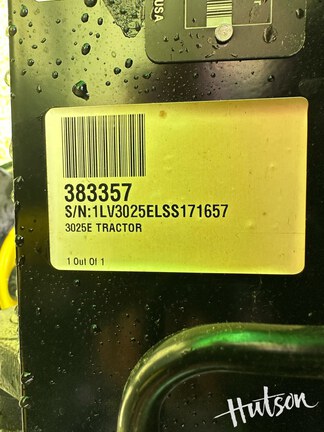 USA
383357
S/N:1LV3025ELSS171657
3025E TRACTOR
1 Out Of 1
Hutson